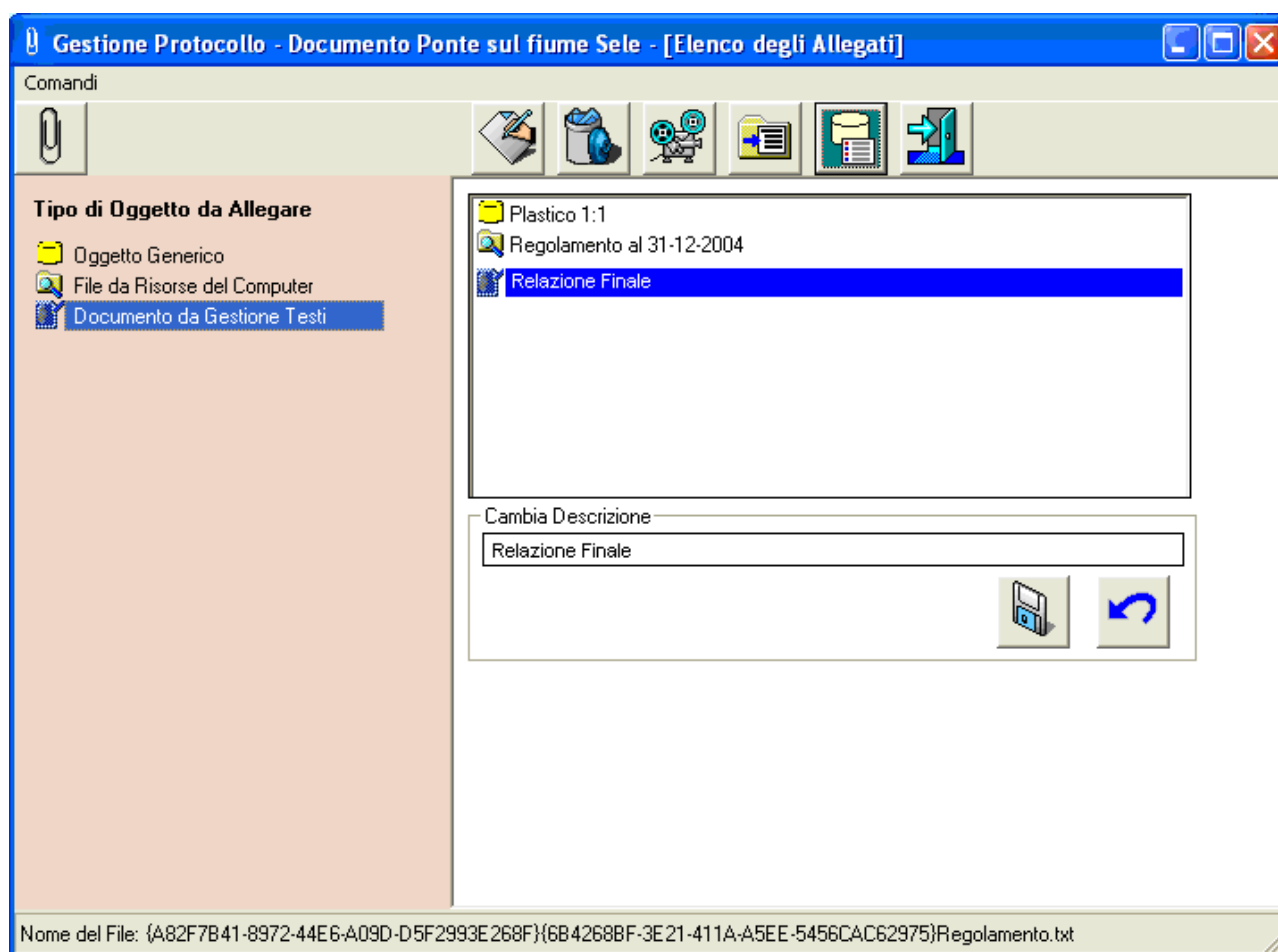 Gestione Protocollo - Documento Ponte sul fiume Sele - [Elenco degli Allegati]
Comandi
Tipo di Oggetto da Allegare
Oggetto Generico
File da Risorse del Computer
Documento da Gestione Testi
Plastico 1:1
Regolamento al 31-12-2004
Relazione Finale
Cambia Descrizione
Relazione Finale
Nome del File: {A82F7B41-8972-44E6-A09D-D5F2993E268F}{6B4268BF-3E21-411A-A5EE-5456CAC62975}Regolamento.txt